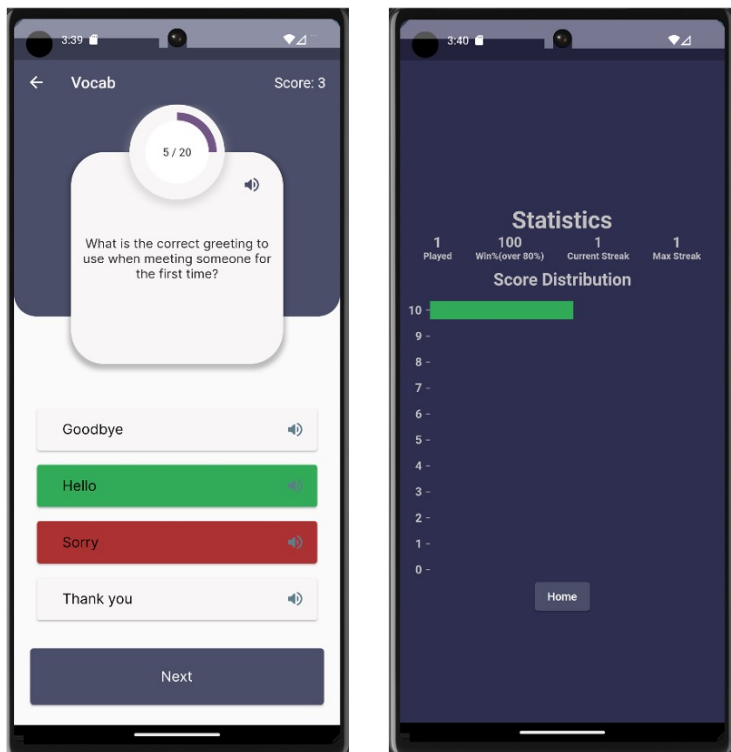 3:39
Vocab
Score: 3
5 / 20
What is the correct greeting to
use when meeting someone for
the first time?
Goodbye
Hello
Sorry
Thank you
Next
3:40
Statistics
1 100 1 1
Played Win%(over 80%) Current Streak Max Streak
Score Distribution
10 -
9 -
8 -
7 -
6 -
5 -
4 -
3 -
2 -
1 -
0 -
Home